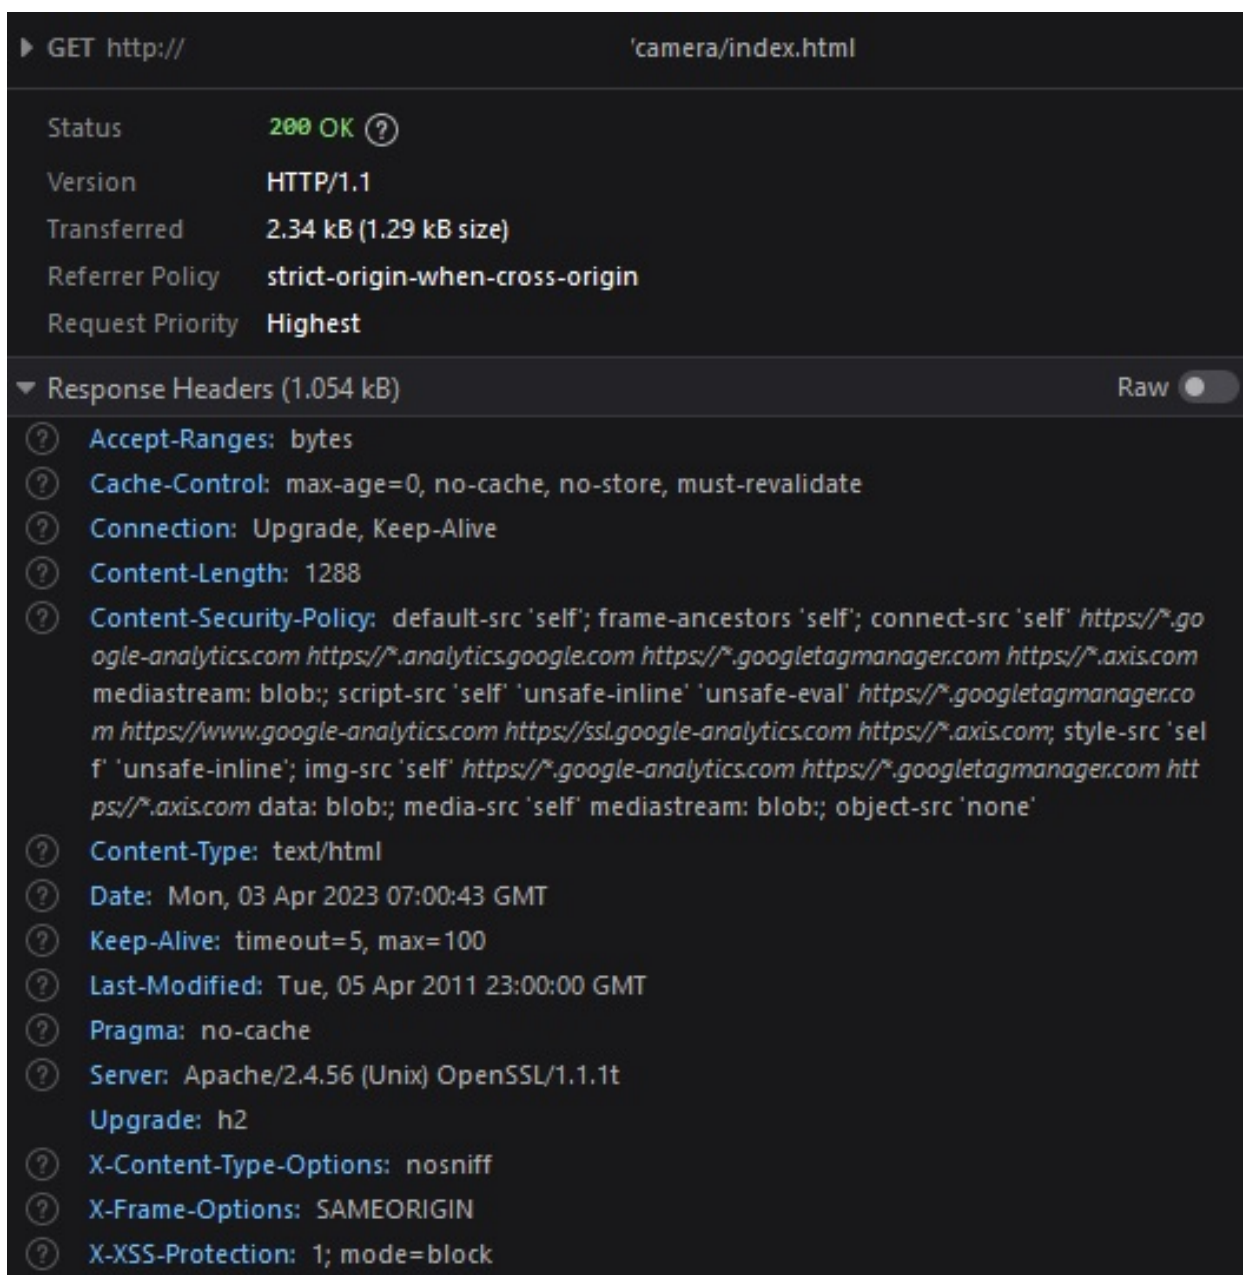 GET http:// 'camera/index.html
Status 200 OK ?
Version HTTP/1.1
Transferred 2.34 kB (1.29 kB size)
Referrer Policy strict-origin-when-cross-origin
Request Priority Highest
Response Headers (1.054 kB) Raw
? Accept-Ranges: bytes
? Cache-Control: max-age=0, no-cache, no-store, must-revalidate
? Connection: Upgrade, Keep-Alive
? Content-Length: 1288
? Content-Security-Policy: default-src 'self'; frame-ancestors 'self'; connect-src 'self' https://*.go
ogle-analytics.com https://*.analytics.google.com https://*.googletagmanager.com https://*.axis.com
mediastream: blob:; script-src 'self' 'unsafe-inline' 'unsafe-eval' https://*.googletagmanager.co
m https://www.google-analytics.com https://ssl.google-analytics.com https://*.axis.com; style-src 'sel
f' 'unsafe-inline'; img-src 'self' https://*.google-analytics.com https://*.googletagmanager.com htt
ps://*.axis.com data: blob:; media-src 'self' mediastream: blob:; object-src 'none'
? Content-Type: text/html
? Date: Mon, 03 Apr 2023 07:00:43 GMT
? Keep-Alive: timeout=5, max=100
? Last-Modified: Tue, 05 Apr 2011 23:00:00 GMT
? Pragma: no-cache
? Server: Apache/2.4.56 (Unix) OpenSSL/1.1.1t
Upgrade: h2
? X-Content-Type-Options: nosniff
? X-Frame-Options: SAMEORIGIN
? X-XSS-Protection: 1; mode=block